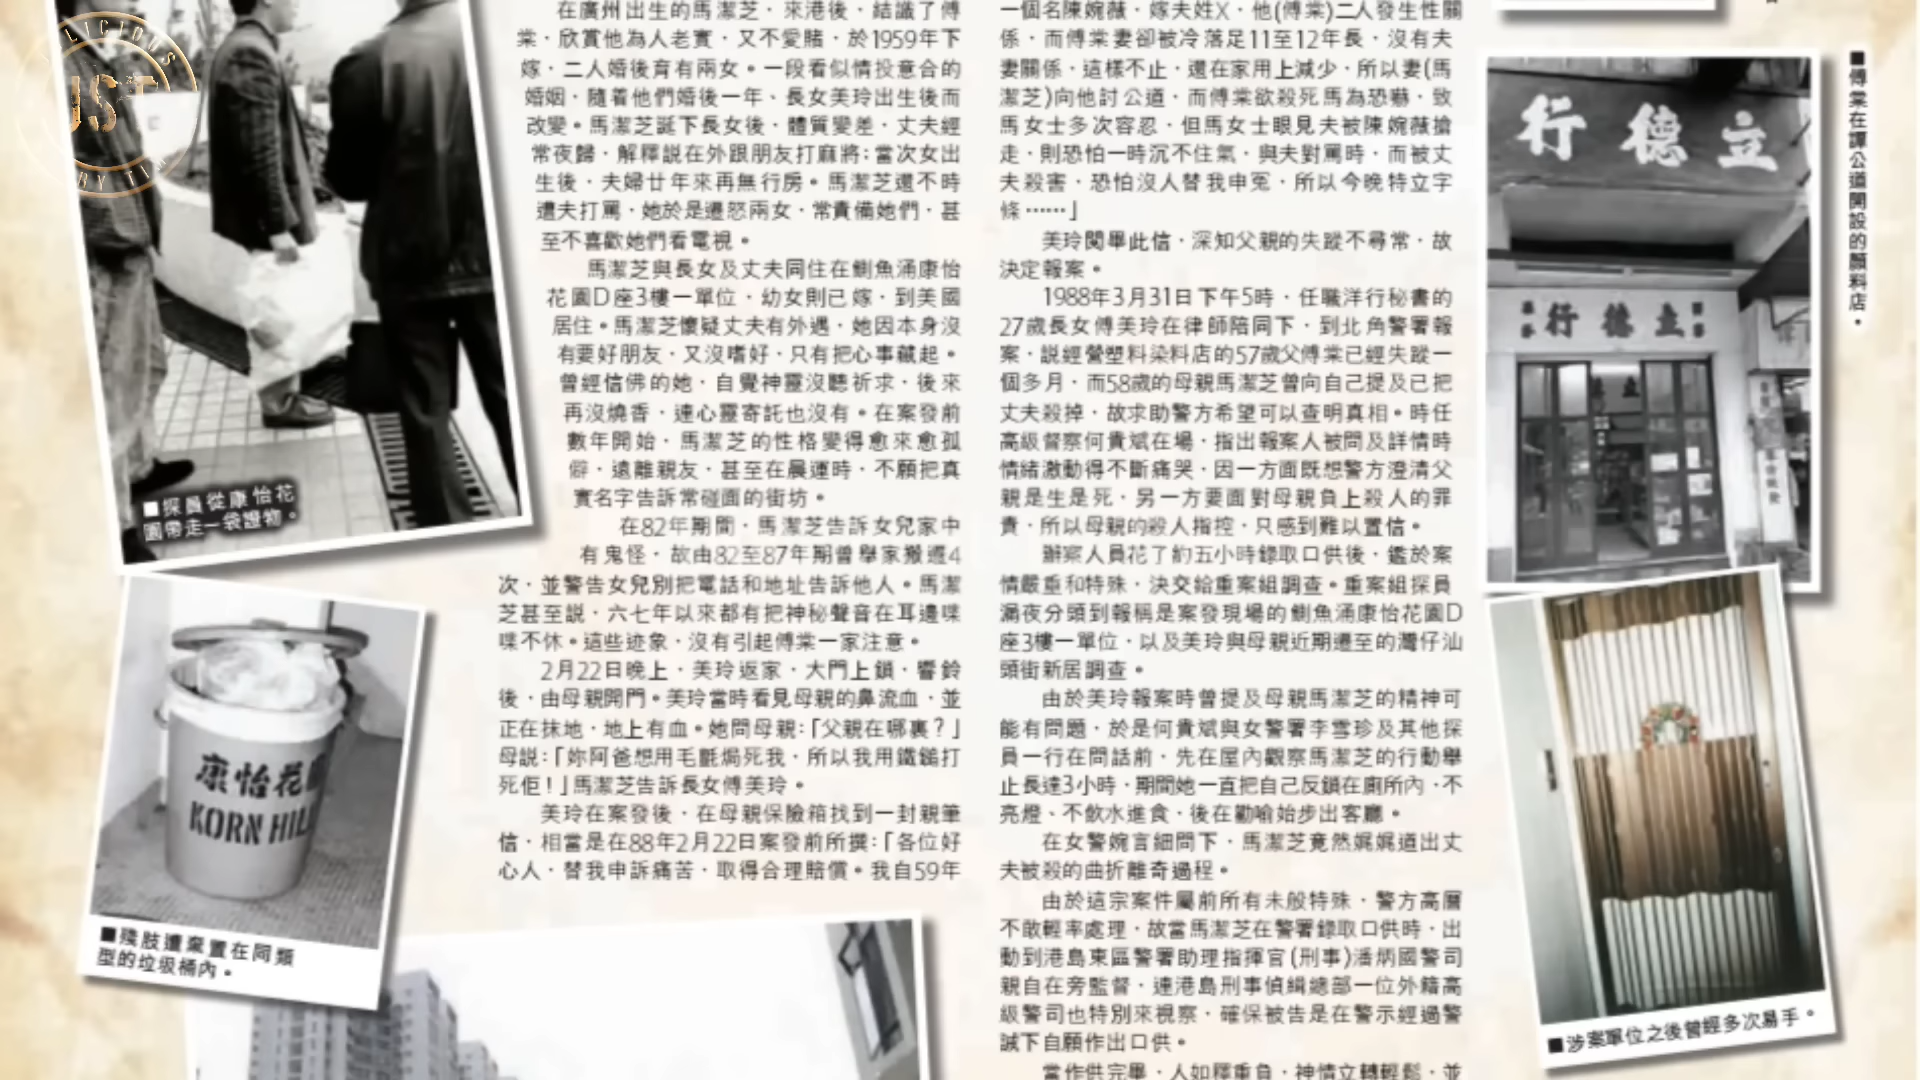 在廣州出生的馬潔芝，來港後，結識了傅
棠，欣賞他為人老實，又不愛賭，於1959年下
嫁，二人婚後育有兩女。一段看似情投意合的
婚姻，隨着他們婚後一年、長女美玲出生後而
改變。馬潔芝誕下長女後，體質變差，丈夫經
常夜歸，解釋説在外跟朋友打麻將；當次女出
生後，夫婦廿年來再無行房。馬潔芝還不時
遭夫打罵，她於是遷怒兩女，常責備她們，甚
至不喜歡她們看電視。
馬潔芝與長女及丈夫同住在鰂魚涌康怡
花園D座3樓一單位，幼女則已嫁，到美國
居住。馬潔芝懷疑丈夫有外遇，她因本身沒
有要好朋友，又沒嗜好，只有把心事藏起。
曾經信佛的她，自覺神靈沒聽祈求，後來
再沒燒香，連心靈寄託也沒有。在案發前
數年開始，馬潔芝的性格變得愈來愈孤
僻，遠離親友，甚至在晨運時，不願把真
實名字告訴常碰面的街坊。
在82年期間，馬潔芝告訴女兒家中
有鬼怪，故由82至87年期曾舉家搬遷4
次，並警告女兒別把電話和地址告訴他人。馬潔
芝甚至説，六七年以來都有把神秘聲音在耳邊喋
喋不休。這些迹象，沒有引起傅棠一家注意。
2月22日晚上，美玲返家，大門上鎖，響鈴
後，由母親開門。美玲當時看見母親的鼻流血，並
正在抹地，地上有血。她問母親：「父親在哪裏？」
母説：「妳阿爸想用毛氈焗死我，所以我用鐵鎚打
死佢！」馬潔芝告訴長女傅美玲。
美玲在案發後，在母親保險箱找到一封親筆
信，相當是在88年2月22日案發前所撰：「各位好
心人，替我申訴痛苦，取得合理賠償。我自59年
一個名陳婉薇，嫁夫姓X，他(傅棠)二人發生性關
係，而傅棠妻卻被冷落足11至12年長，沒有夫
妻關係，這樣不止，還在家用上減少，所以妻(馬
潔芝)向他討公道，而傅棠欲殺死馬為恐嚇，致
馬女士多次容忍，但馬女士眼見夫被陳婉薇搶
走，則恐怕一時沉不住氣，與夫對罵時，而被丈
夫殺害，恐怕沒人替我申冤，所以今晚特立字
條……」
美玲閱畢此信，深知父親的失蹤不尋常，故
決定報案。
1988年3月31日下午5時，任職洋行秘書的
27歲長女傅美玲在律師陪同下，到北角警署報
案，説經營塑料染料店的57歲父傅棠已經失蹤一
個多月，而58歲的母親馬潔芝曾向自己提及已把
丈夫殺掉，故求助警方希望可以查明真相。時任
高級督察何貴斌在場，指出報案人被問及詳情時
情緒激動得不斷痛哭，因一方面既想警方澄清父
親是生是死，另一方要面對母親負上殺人的罪
責，所以母親的殺人指控，只感到難以置信。
辦案人員花了約五小時錄取口供後，鑑於案
情嚴重和特殊，決交給重案組調查。重案組探員
漏夜分頭到報稱是案發現場的鰂魚涌康怡花園D
座3樓一單位，以及美玲與母親近期遷至的灣仔汕
頭街新居調查。
由於美玲報案時曾提及母親馬潔芝的精神可
能有問題，於是何貴斌與女警署李雪珍及其他探
員一行在問話前，先在屋內觀察馬潔芝的行動舉
止長達3小時，期間她一直把自己反鎖在廁所內，不
亮燈、不飲水進食，後在勸喻始步出客廳。
在女警婉言細問下，馬潔芝竟然娓娓道出丈
夫被殺的曲折離奇過程。
由於這宗案件屬前所有未般特殊，警方高層
不敢輕率處理，故當馬潔芝在警署錄取口供時，出
動到港島東區警署助理指揮官(刑事)潘炳國警司
親自在旁監督，連港島刑事偵緝總部一位外籍高
級警司也特別來視察，確保被告是在警示經過警
誡下自願作出口供。
當作供完畢，人如釋重負，神情立轉輕鬆，並
■探員從康怡花
園帶走一袋證物。
康怡花園
KORN HILL
■殘肢遭棄置在同類
型的垃圾桶內。
行德立
行德立
■傅棠在譚公道開設的顏料店。
■涉案單位之後曾經多次易手。
JST
BY TIM